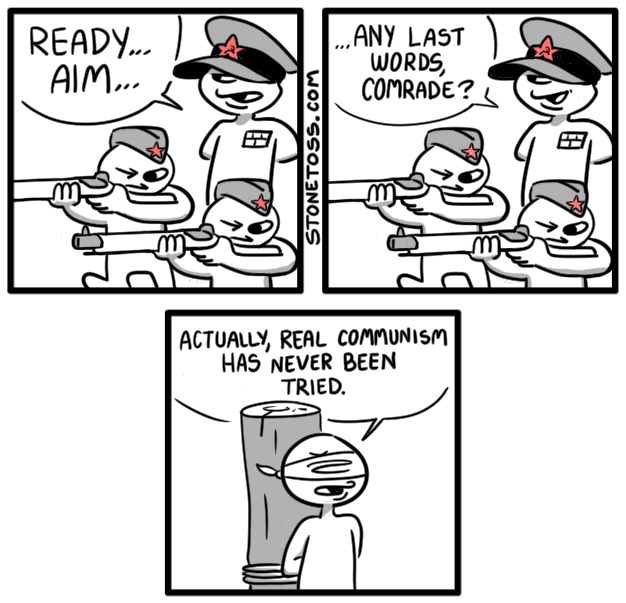 READY...
AIM...
...ANY LAST
WORDS,
COMRADE?
STONETOSS.COM
ACTUALLY, REAL COMMUNISM
HAS NEVER BEEN
TRIED.